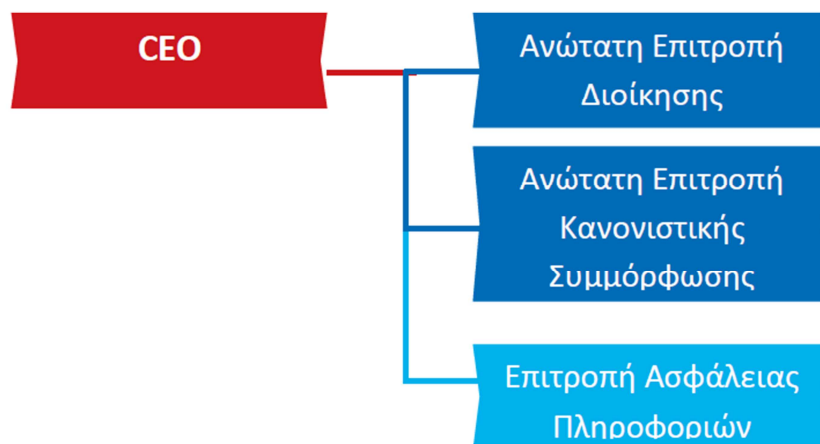 CEO
Ανώτατη Επιτροπή
Διοίκησης
Ανώτατη Επιτροπή
Κανονιστικής
Συμμόρφωσης
Επιτροπή Ασφάλειας
Πληροφοριών